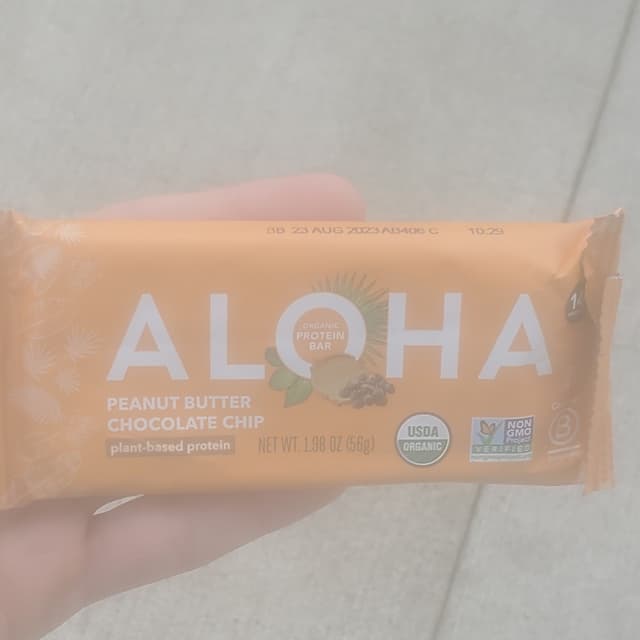 BB 23 AUG 2023 AB406 C 10:29
ALOHA
ORGANIC
PROTEIN
BAR
PEANUT BUTTER
CHOCOLATE CHIP
plant-based protein
NET WT. 1.98 OZ (56g)
USDA
ORGANIC
NON
GMO
Project
VERIFIED
B